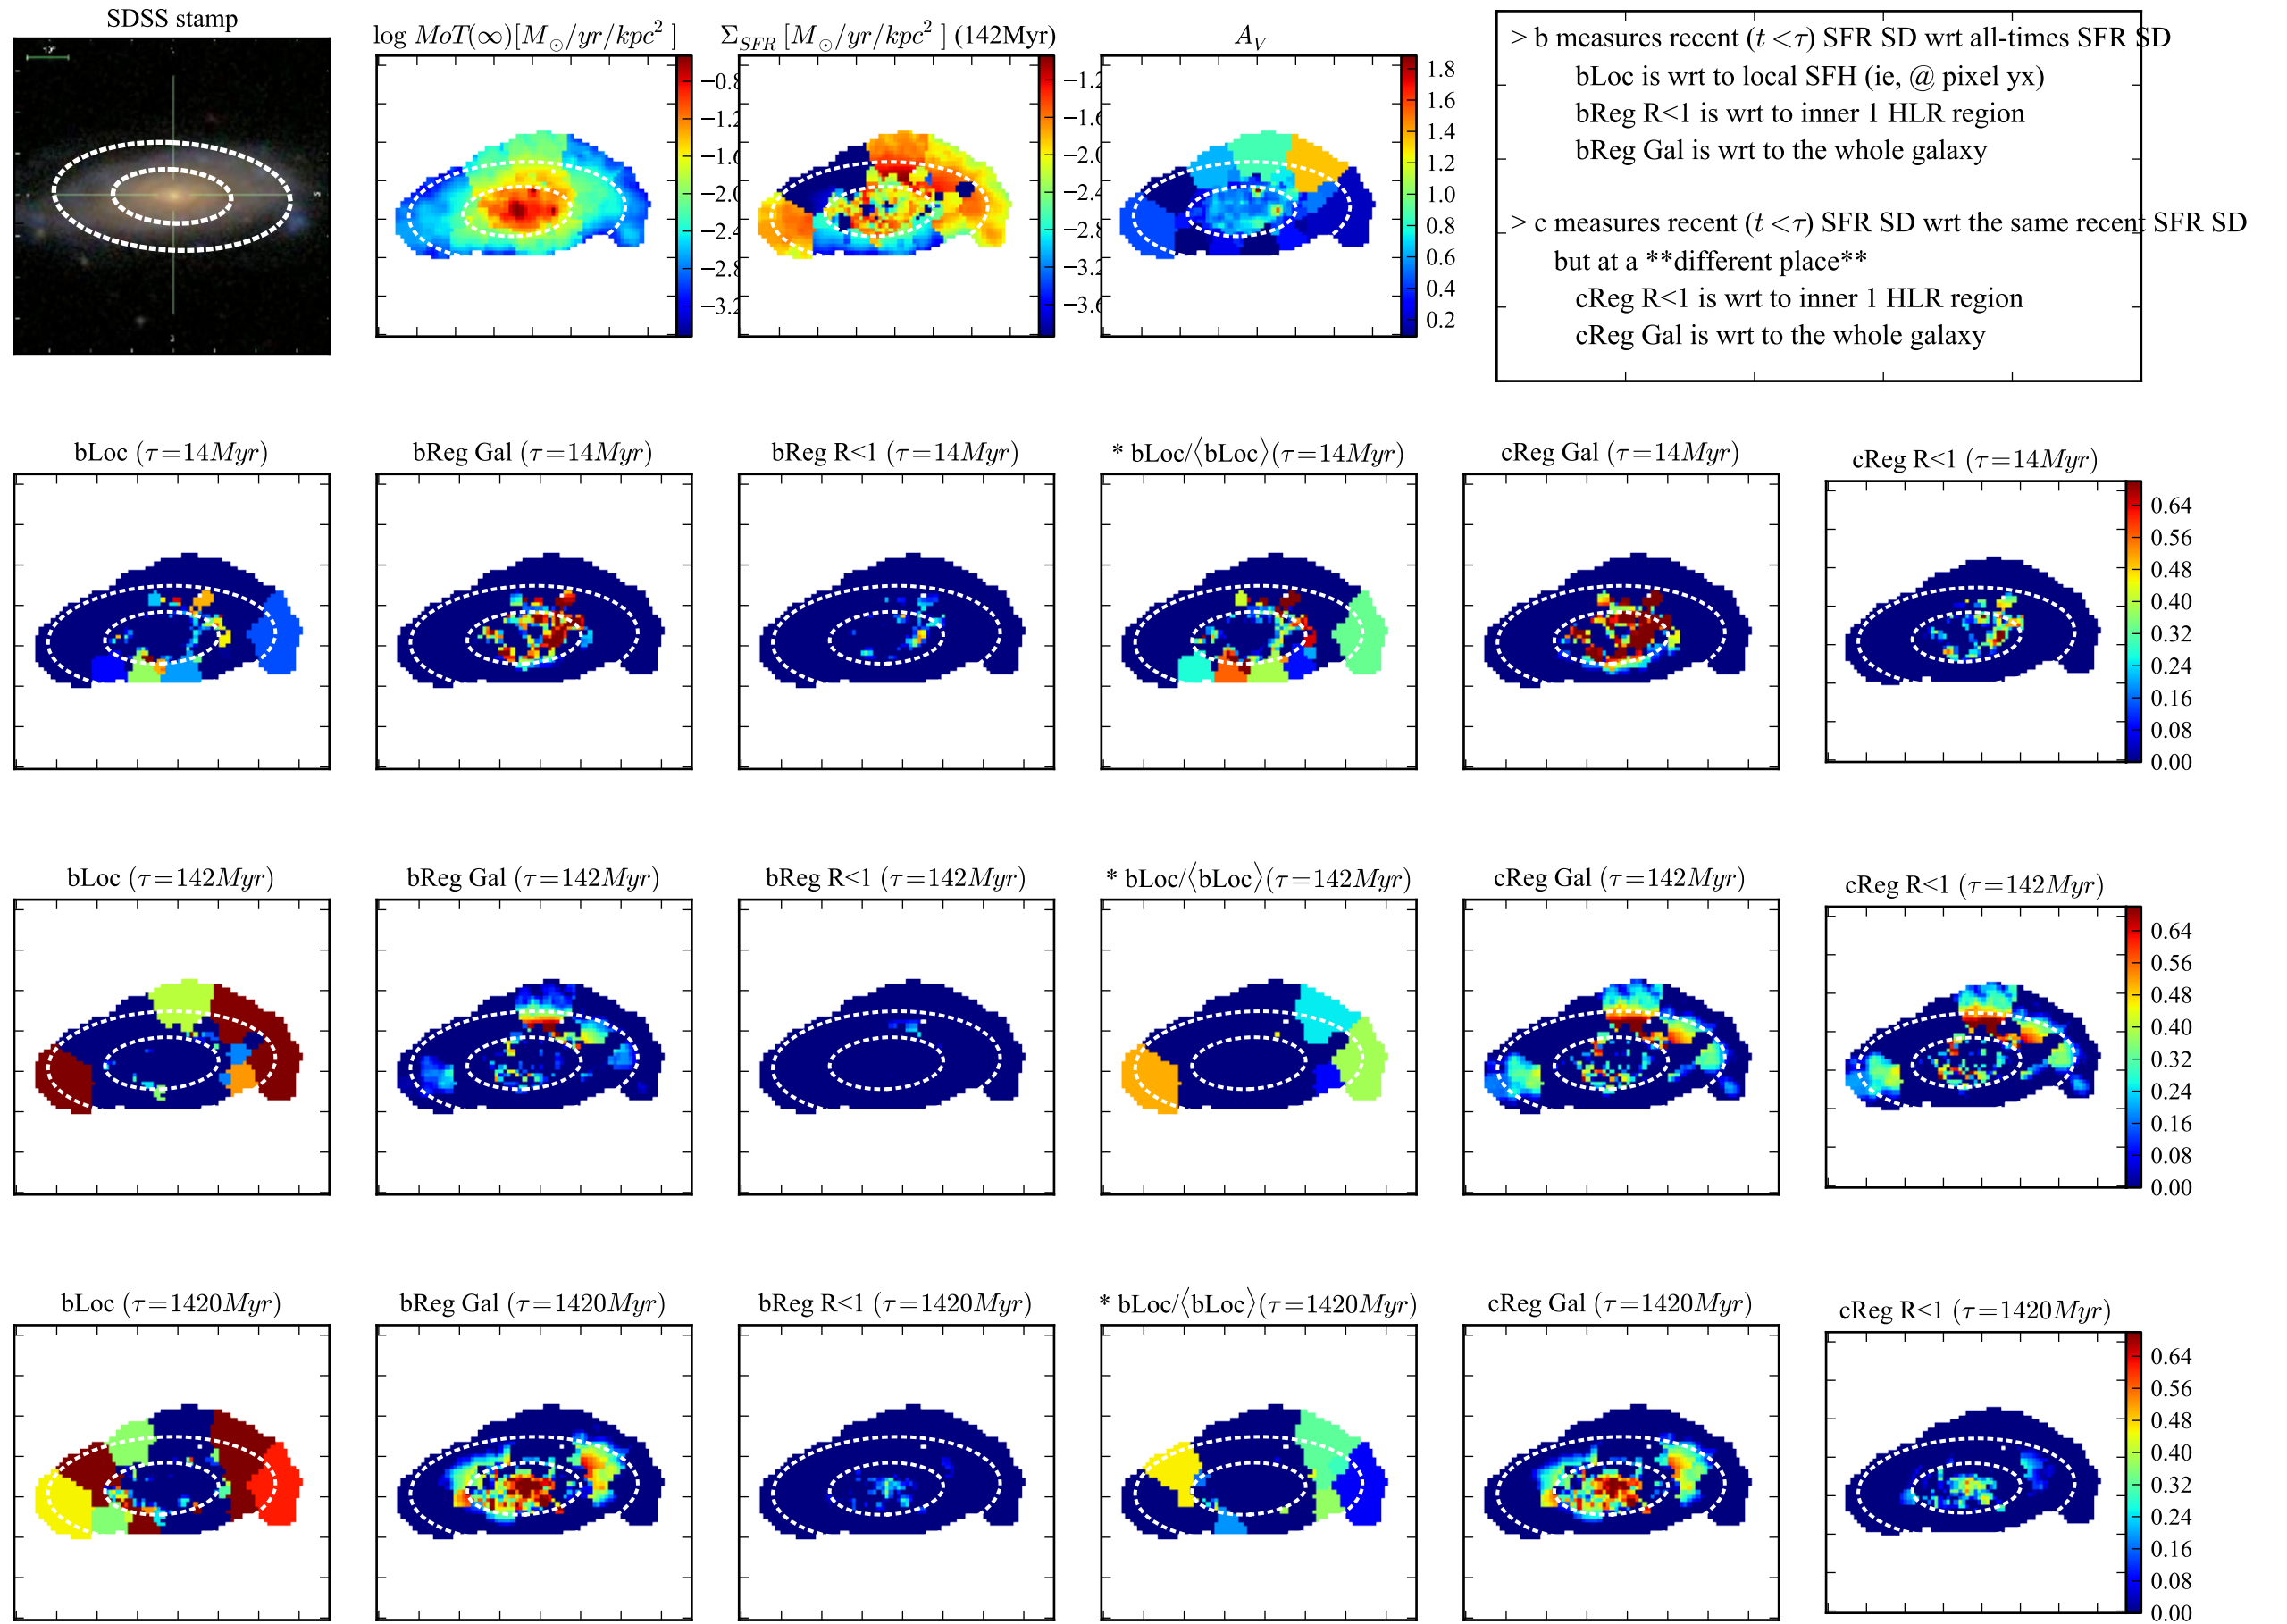 SDSS stamp
log MoT(∞)[M⊙/yr/kpc² ]
Σ_SFR [M⊙/yr/kpc² ] (142Myr)
A_V
−0.8
−1.2
−1.6
−2.0
−2.4
−2.8
−3.2
−1.2
−1.6
−2.0
−2.4
−2.8
−3.2
−3.6
1.8
1.6
1.4
1.2
1.0
0.8
0.6
0.4
0.2
> b measures recent (t <τ) SFR SD wrt all-times SFR SD
bLoc is wrt to local SFH (ie, @ pixel yx)
bReg R<1 is wrt to inner 1 HLR region
bReg Gal is wrt to the whole galaxy
> c measures recent (t <τ) SFR SD wrt the same recent SFR SD
but at a **different place**
cReg R<1 is wrt to inner 1 HLR region
cReg Gal is wrt to the whole galaxy
bLoc (τ=14Myr)
bReg Gal (τ=14Myr)
bReg R<1 (τ=14Myr)
* bLoc/⟨bLoc⟩(τ=14Myr)
cReg Gal (τ=14Myr)
cReg R<1 (τ=14Myr)
0.64
0.56
0.48
0.40
0.32
0.24
0.16
0.08
0.00
bLoc (τ=142Myr)
bReg Gal (τ=142Myr)
bReg R<1 (τ=142Myr)
* bLoc/⟨bLoc⟩(τ=142Myr)
cReg Gal (τ=142Myr)
cReg R<1 (τ=142Myr)
0.64
0.56
0.48
0.40
0.32
0.24
0.16
0.08
0.00
bLoc (τ=1420Myr)
bReg Gal (τ=1420Myr)
bReg R<1 (τ=1420Myr)
* bLoc/⟨bLoc⟩(τ=1420Myr)
cReg Gal (τ=1420Myr)
cReg R<1 (τ=1420Myr)
0.64
0.56
0.48
0.40
0.32
0.24
0.16
0.08
0.00